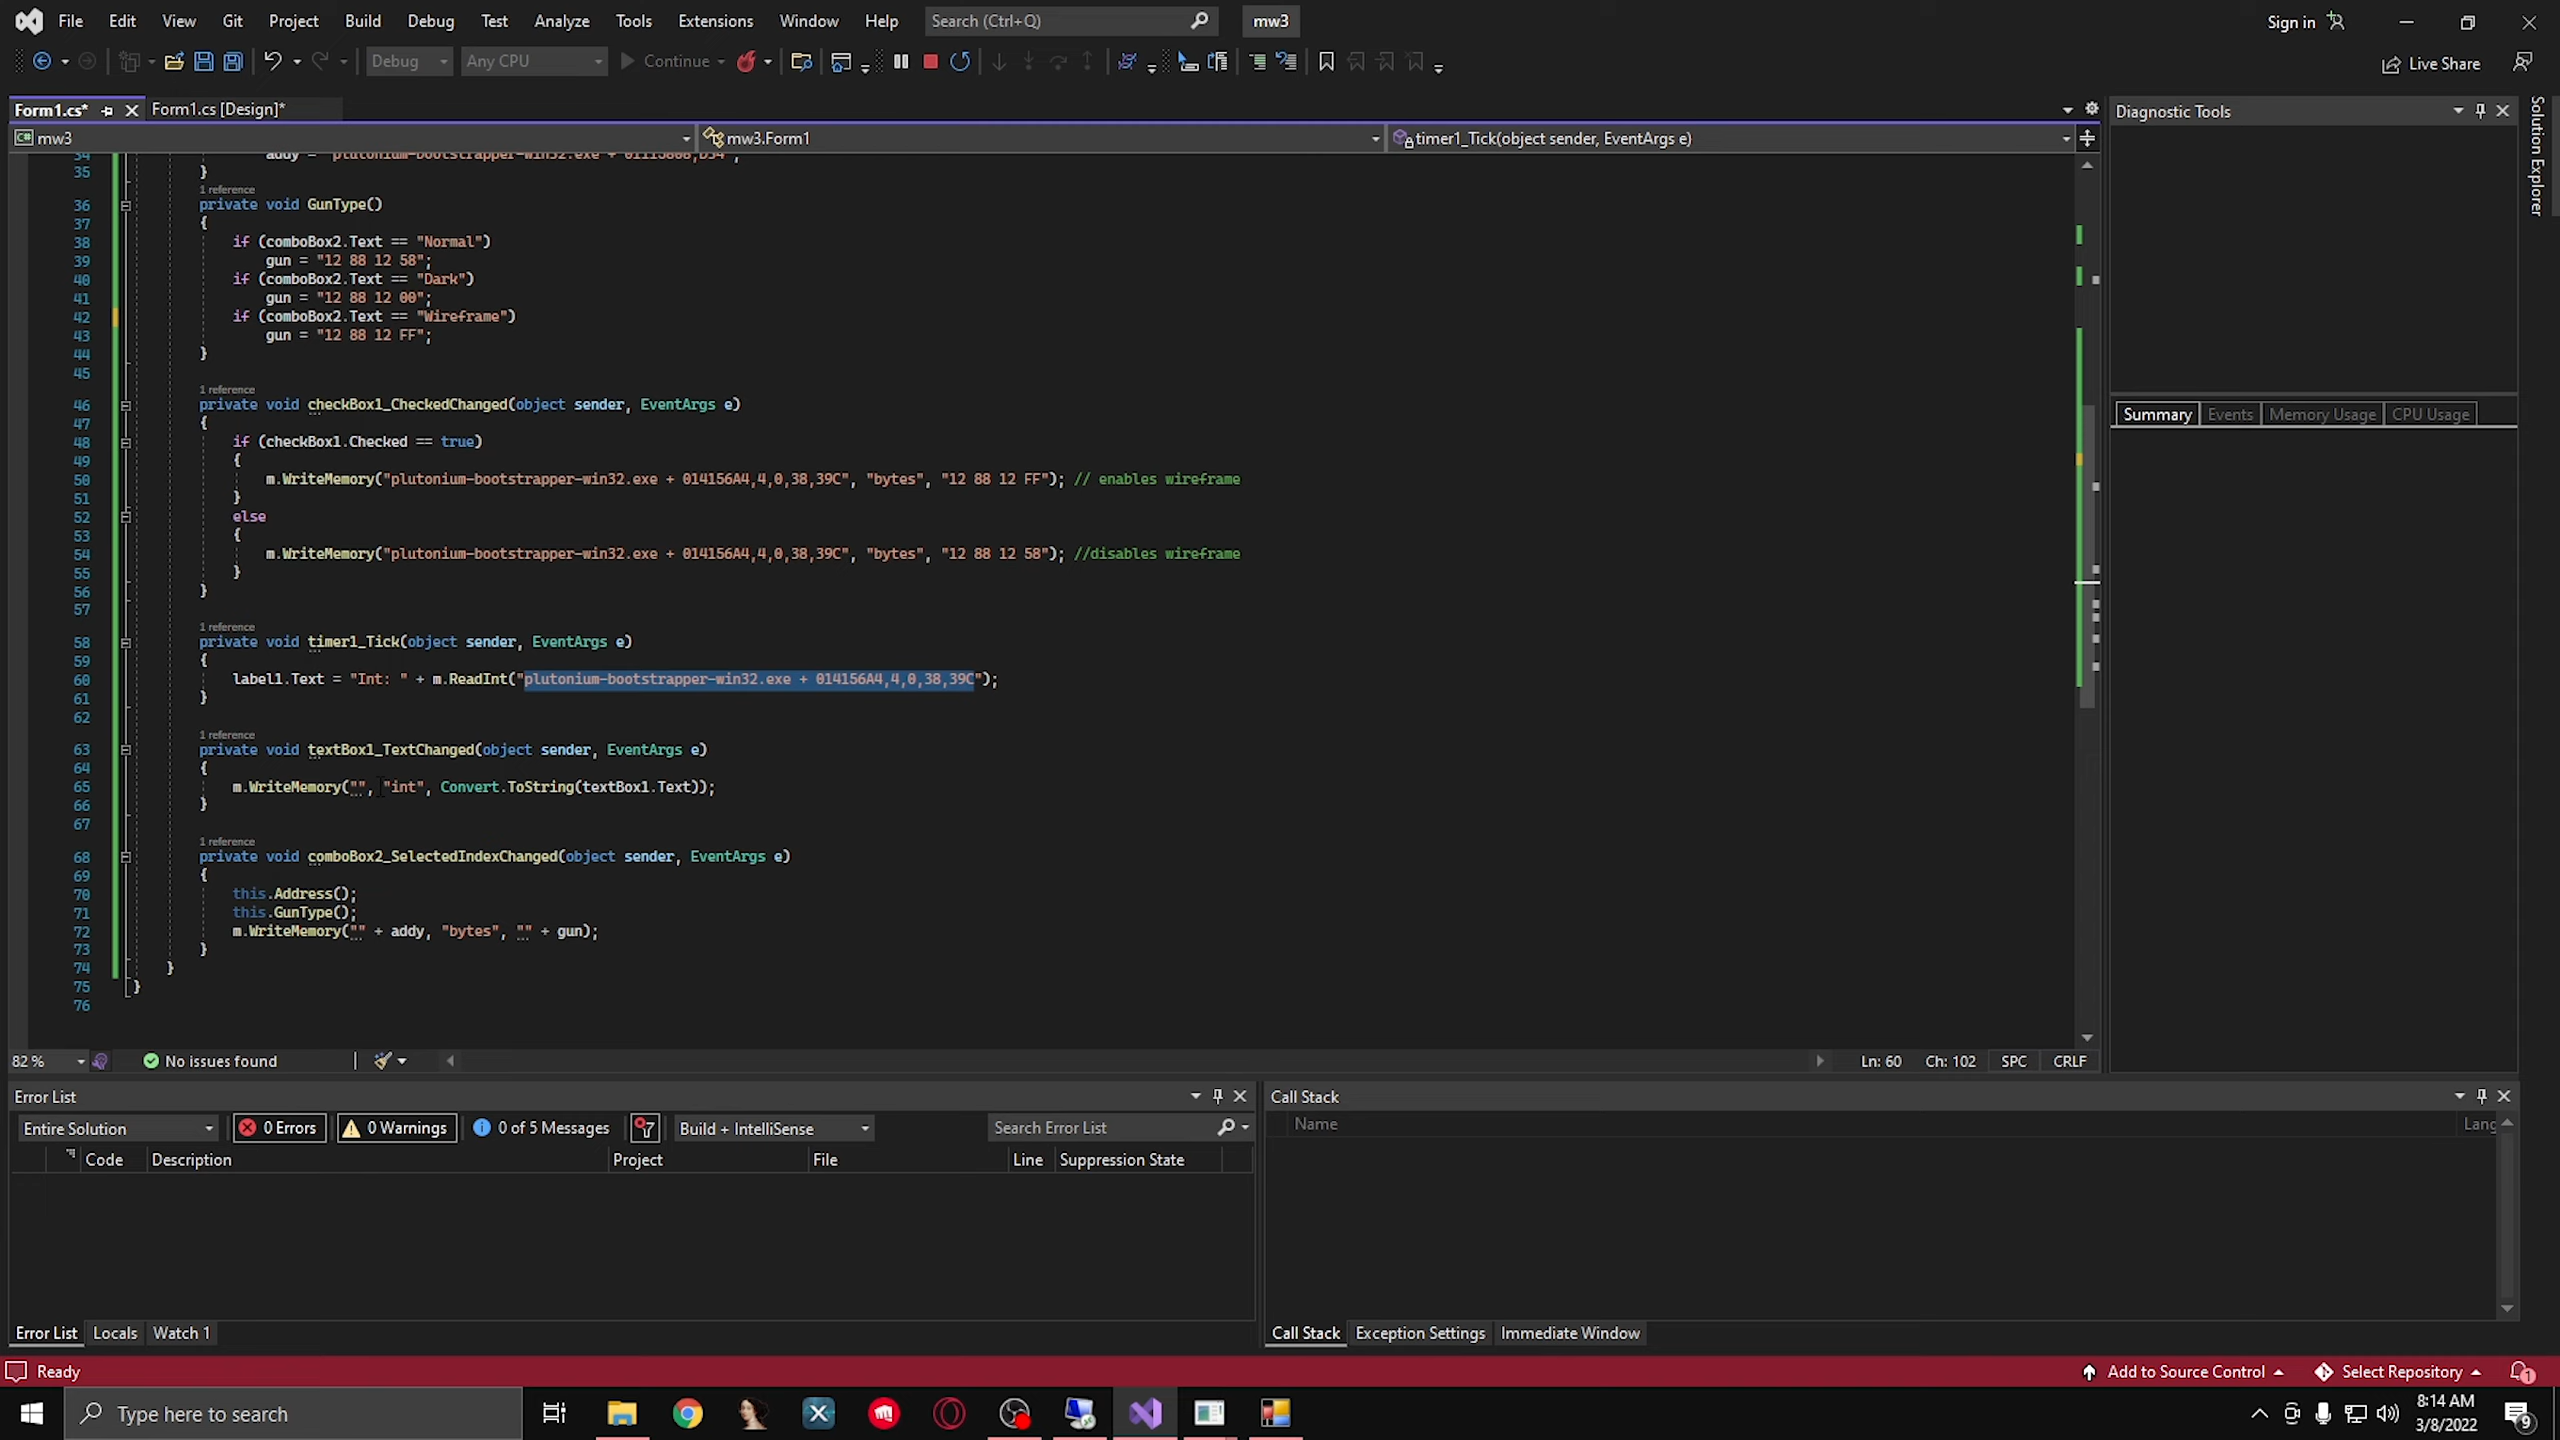 File Edit View Git Project Build Debug Test Analyze Tools Extensions Window Help Search (Ctrl+Q) mw3 Sign in
Debug Any CPU Continue Live Share
Form1.cs* Form1.cs [Design]* Diagnostic Tools
mw3 mw3.Form1 timer1_Tick(object sender, EventArgs e)
Solution Explorer
34 addy = "plutonium-bootstrapper-win32.exe + 01113808,D34";
35 }
1 reference
36 private void GunType()
37 {
38 if (comboBox2.Text == "Normal")
39 gun = "12 88 12 58";
40 if (comboBox2.Text == "Dark")
41 gun = "12 88 12 00";
42 if (comboBox2.Text == "Wireframe")
43 gun = "12 88 12 FF";
44 }
45
1 reference
46 private void checkBox1_CheckedChanged(object sender, EventArgs e)
47 {
48 if (checkBox1.Checked == true)
49 {
50 m.WriteMemory("plutonium-bootstrapper-win32.exe + 014156A4,4,0,38,39C", "bytes", "12 88 12 FF"); // enables wireframe
51 }
52 else
53 {
54 m.WriteMemory("plutonium-bootstrapper-win32.exe + 014156A4,4,0,38,39C", "bytes", "12 88 12 58"); //disables wireframe
55 }
56 }
57
1 reference
58 private void timer1_Tick(object sender, EventArgs e)
59 {
60 label1.Text = "Int: " + m.ReadInt("plutonium-bootstrapper-win32.exe + 014156A4,4,0,38,39C");
61 }
62
1 reference
63 private void textBox1_TextChanged(object sender, EventArgs e)
64 {
65 m.WriteMemory("", "int", Convert.ToString(textBox1.Text));
66 }
67
1 reference
68 private void comboBox2_SelectedIndexChanged(object sender, EventArgs e)
69 {
70 this.Address();
71 this.GunType();
72 m.WriteMemory("" + addy, "bytes", "" + gun);
73 }
74 }
75 }
76
Summary Events Memory Usage CPU Usage
82 % No issues found Ln: 60 Ch: 102 SPC CRLF
Error List
Entire Solution 0 Errors 0 Warnings 0 of 5 Messages Build + IntelliSense Search Error List
Code Description Project File Line Suppression State
Call Stack
Name Lang
Error List Locals Watch 1
Call Stack Exception Settings Immediate Window
Ready Add to Source Control Select Repository 1
Type here to search 8:14 AM
3/8/2022 9